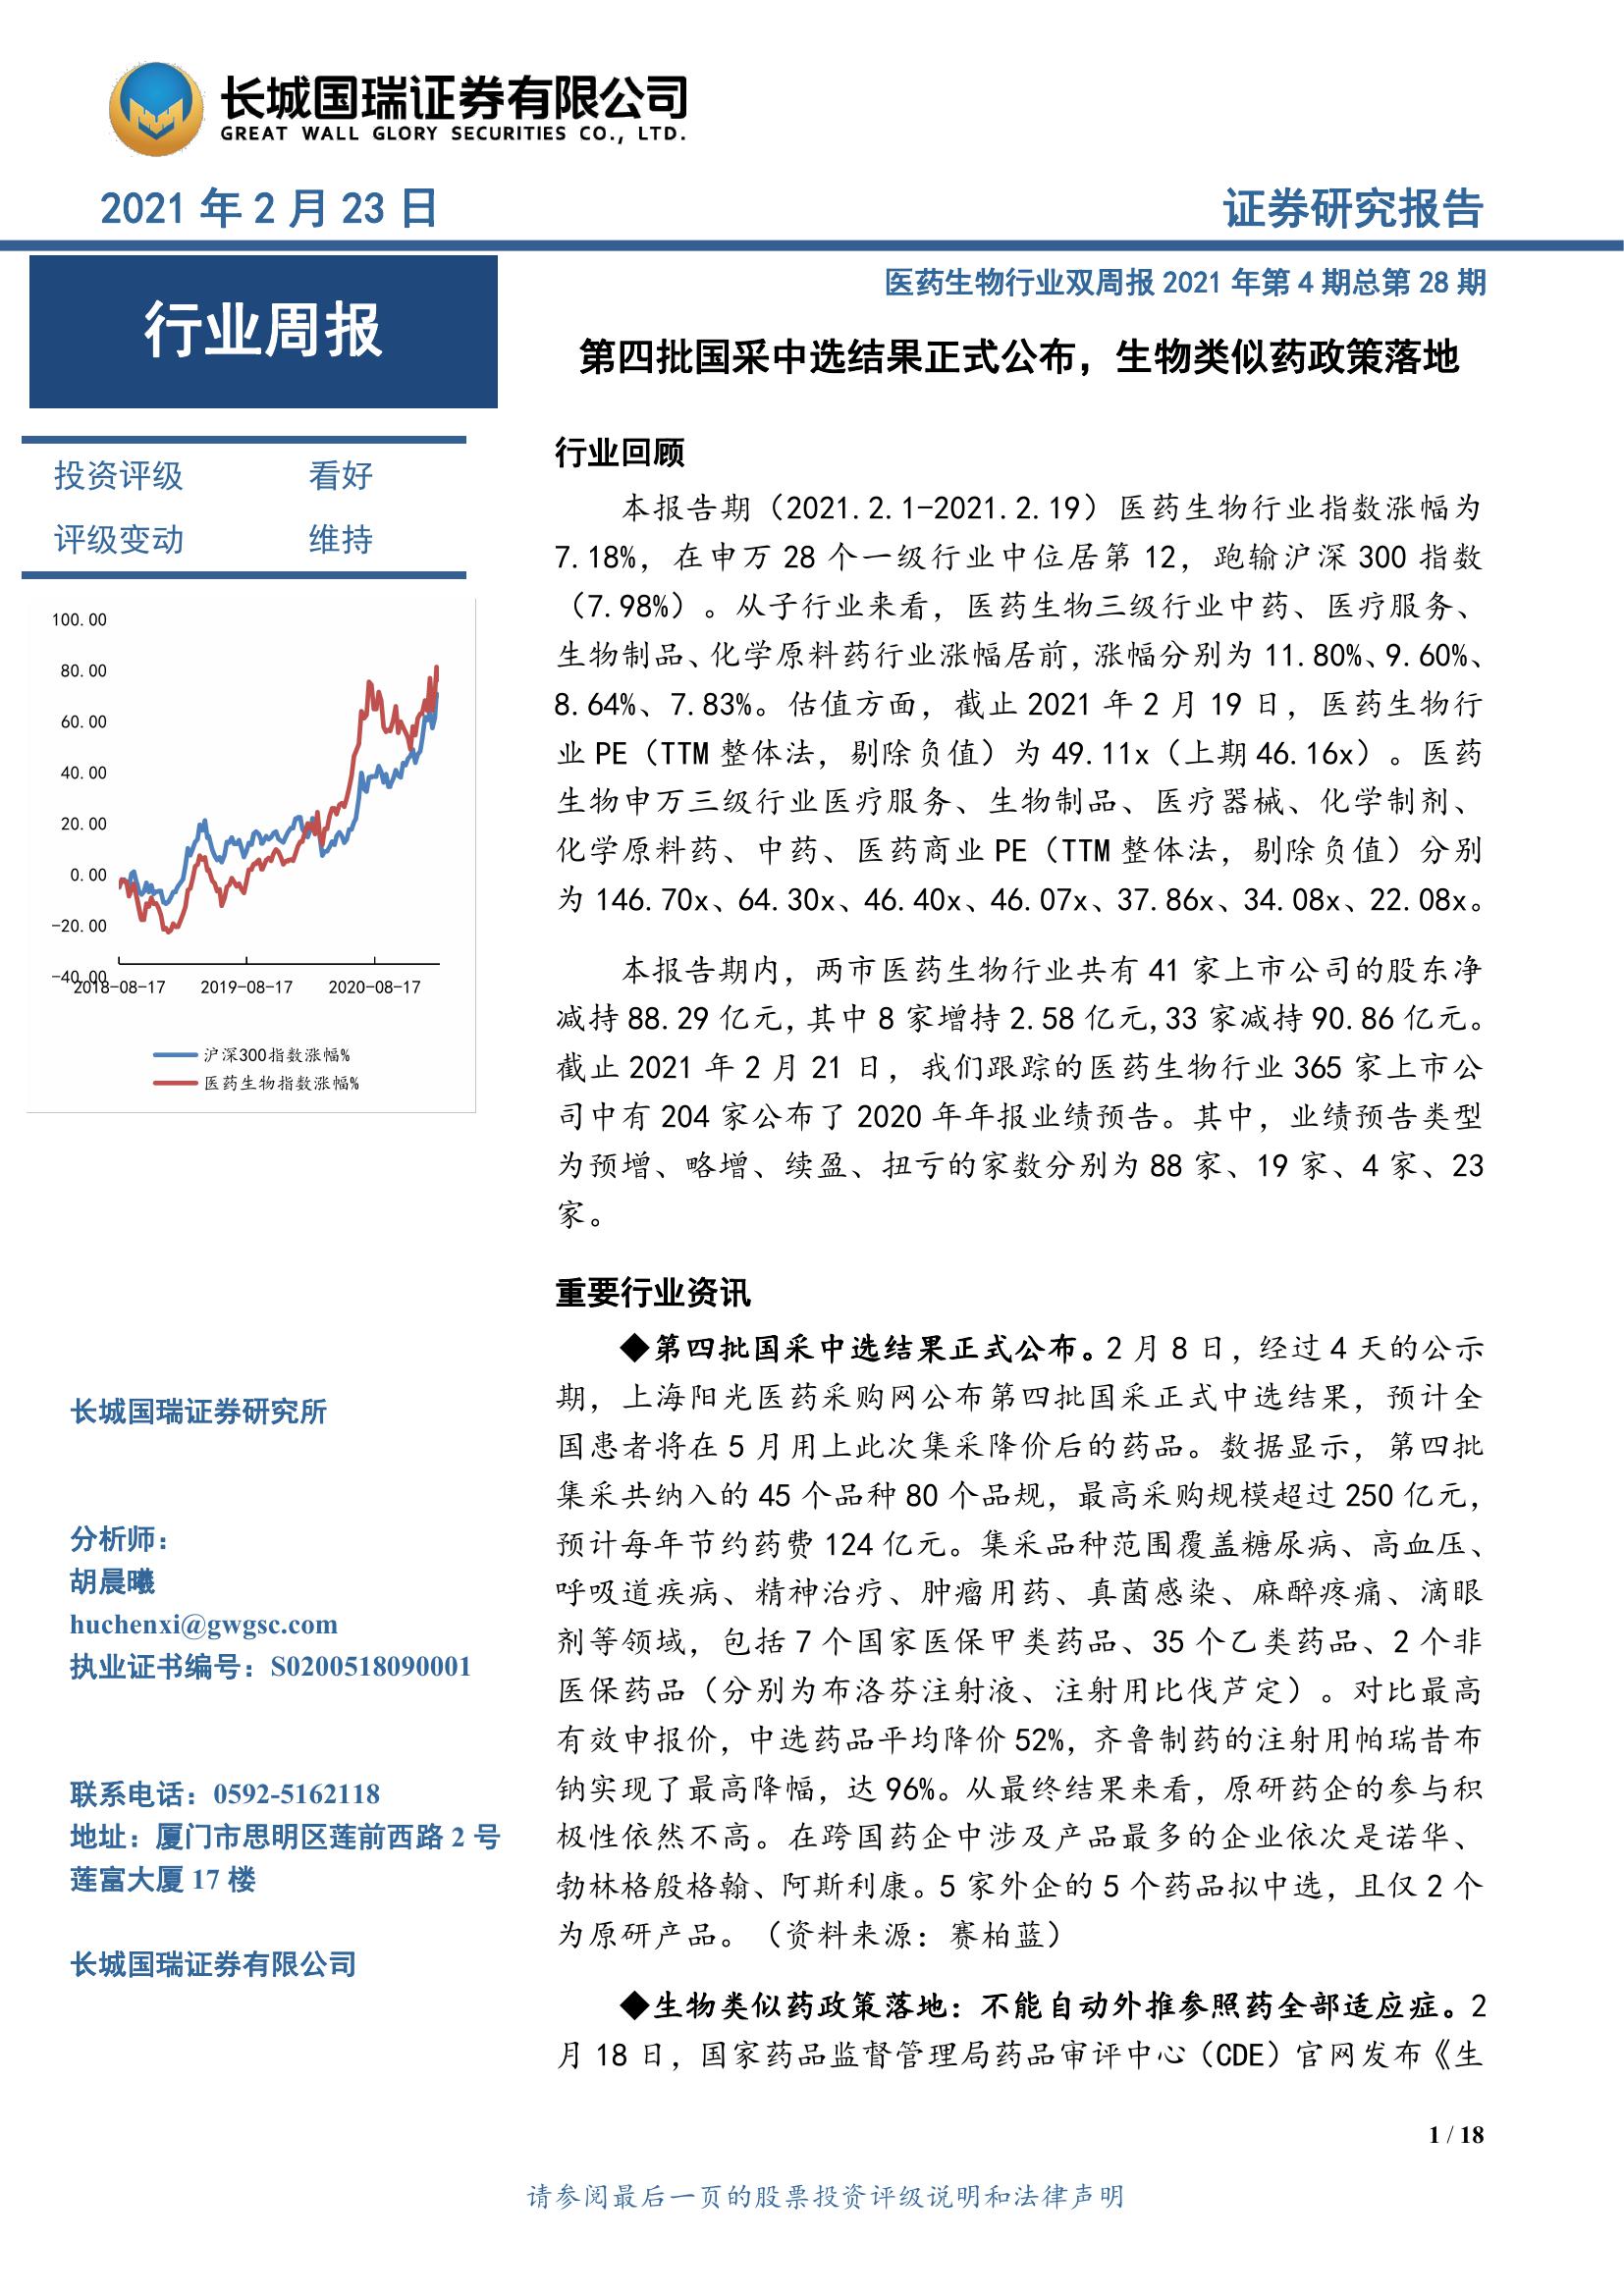 长城国瑞证券有限公司
GREAT WALL GLORY SECURITIES CO., LTD.
2021 年 2 月 23 日
证券研究报告
行业周报
投资评级 看好
评级变动 维持
100.00
80.00
60.00
40.00
20.00
0.00
-20.00
-40.00
2018-08-17 2019-08-17 2020-08-17
沪深300指数涨幅%
医药生物指数涨幅%
长城国瑞证券研究所
分析师：
胡晨曦
huchenxi@gwgsc.com
执业证书编号：S0200518090001
联系电话：0592-5162118
地址：厦门市思明区莲前西路 2 号
莲富大厦 17 楼
长城国瑞证券有限公司
医药生物行业双周报 2021 年第 4 期总第 28 期
第四批国采中选结果正式公布，生物类似药政策落地
行业回顾
本报告期（2021.2.1-2021.2.19）医药生物行业指数涨幅为
7.18%，在申万 28 个一级行业中位居第 12，跑输沪深 300 指数
（7.98%）。从子行业来看，医药生物三级行业中药、医疗服务、
生物制品、化学原料药行业涨幅居前，涨幅分别为 11.80%、9.60%、
8.64%、7.83%。估值方面，截止 2021 年 2 月 19 日，医药生物行
业 PE（TTM 整体法，剔除负值）为 49.11x（上期 46.16x）。医药
生物申万三级行业医疗服务、生物制品、医疗器械、化学制剂、
化学原料药、中药、医药商业 PE（TTM 整体法，剔除负值）分别
为 146.70x、64.30x、46.40x、46.07x、37.86x、34.08x、22.08x。
本报告期内，两市医药生物行业共有 41 家上市公司的股东净
减持 88.29 亿元，其中 8 家增持 2.58 亿元，33 家减持 90.86 亿元。
截止 2021 年 2 月 21 日，我们跟踪的医药生物行业 365 家上市公
司中有 204 家公布了 2020 年年报业绩预告。其中，业绩预告类型
为预增、略增、续盈、扭亏的家数分别为 88 家、19 家、4 家、23
家。
重要行业资讯
◆第四批国采中选结果正式公布。2 月 8 日，经过 4 天的公示
期，上海阳光医药采购网公布第四批国采正式中选结果，预计全
国患者将在 5 月用上此次集采降价后的药品。数据显示，第四批
集采共纳入的 45 个品种 80 个品规，最高采购规模超过 250 亿元，
预计每年节约药费 124 亿元。集采品种范围覆盖糖尿病、高血压、
呼吸道疾病、精神治疗、肿瘤用药、真菌感染、麻醉疼痛、滴眼
剂等领域，包括 7 个国家医保甲类药品、35 个乙类药品、2 个非
医保药品（分别为布洛芬注射液、注射用比伐芦定）。对比最高
有效申报价，中选药品平均降价 52%，齐鲁制药的注射用帕瑞昔布
钠实现了最高降幅，达 96%。从最终结果来看，原研药企的参与积
极性依然不高。在跨国药企中涉及产品最多的企业依次是诺华、
勃林格殷格翰、阿斯利康。5 家外企的 5 个药品拟中选，且仅 2 个
为原研产品。（资料来源：赛柏蓝）
◆生物类似药政策落地：不能自动外推参照药全部适应症。2
月 18 日，国家药品监督管理局药品审评中心（CDE）官网发布《生
1 / 18
请参阅最后一页的股票投资评级说明和法律声明